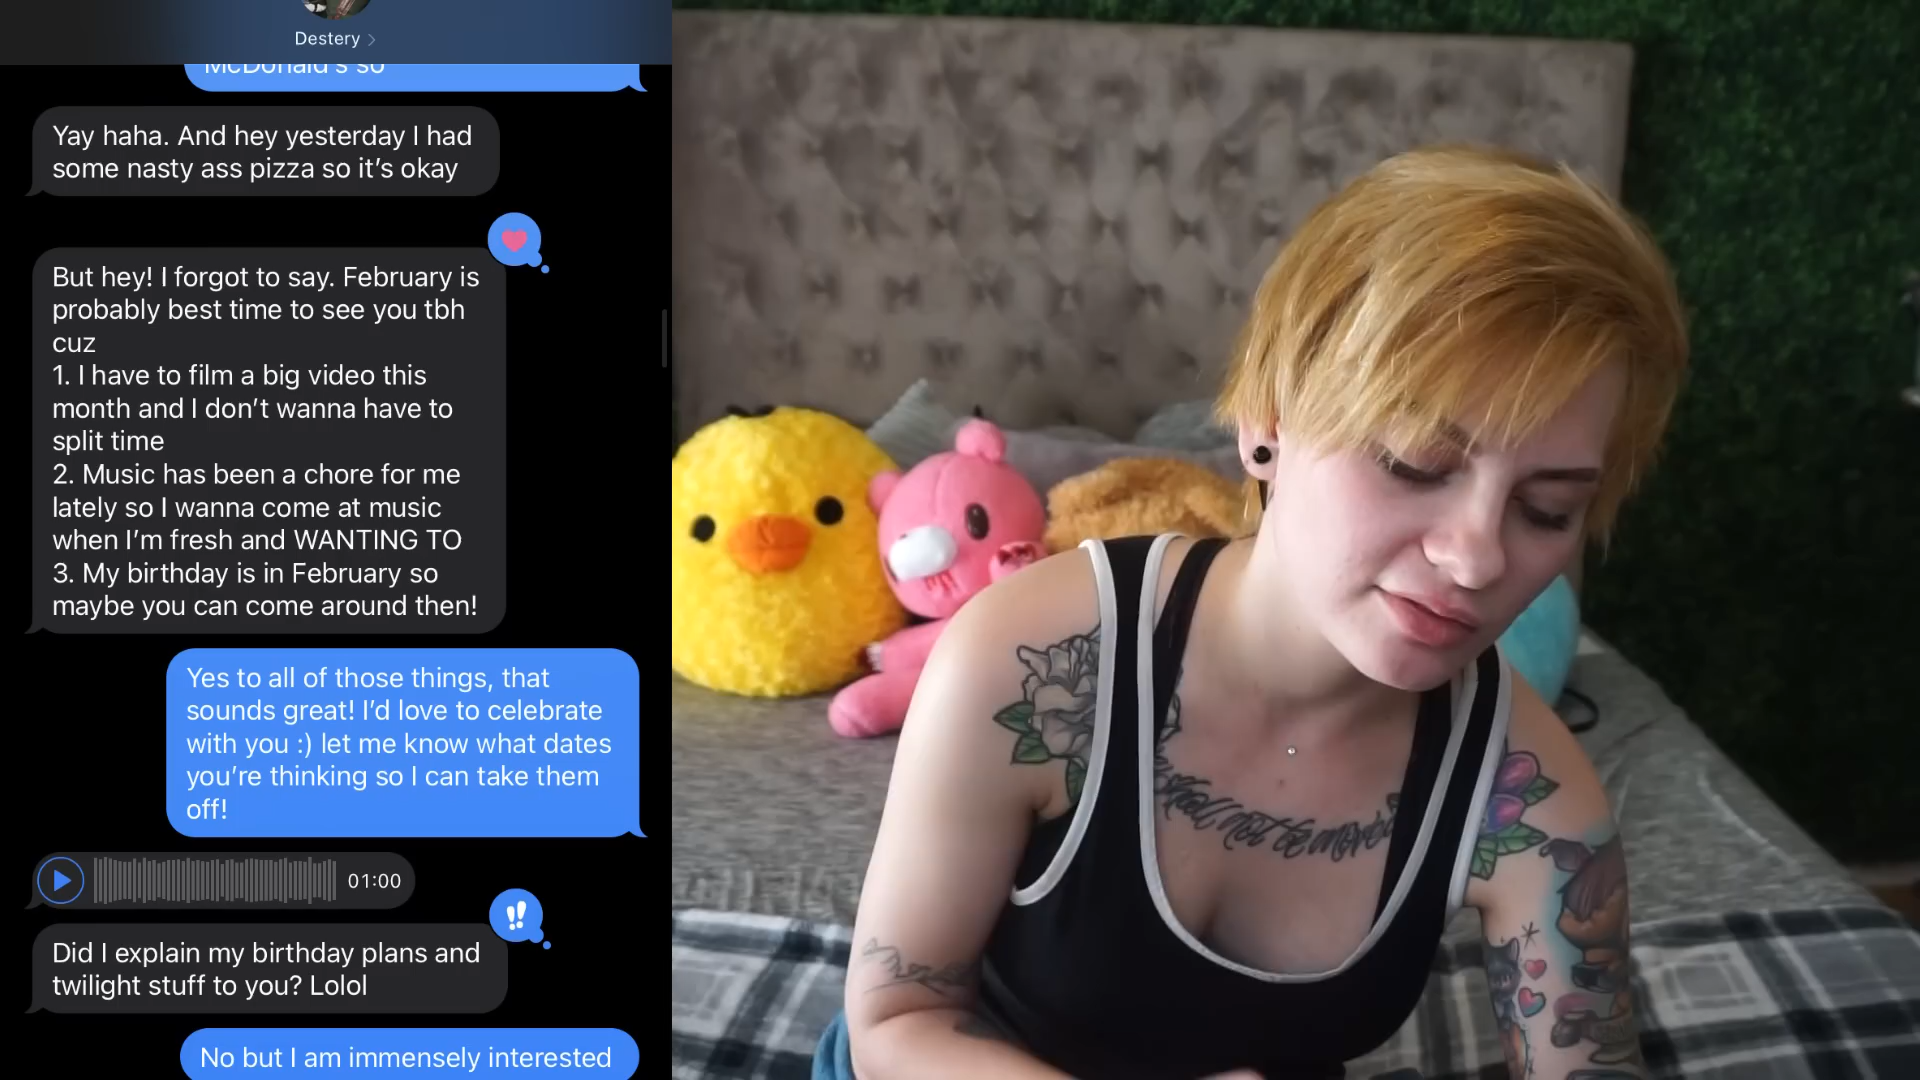 Destery
McDonald's so
Yay haha. And hey yesterday I had
some nasty ass pizza so it's okay
But hey! I forgot to say. February is
probably best time to see you tbh
cuz
1. I have to film a big video this
month and I don't wanna have to
split time
2. Music has been a chore for me
lately so I wanna come at music
when I'm fresh and WANTING TO
3. My birthday is in February so
maybe you can come around then!
Yes to all of those things, that
sounds great! I'd love to celebrate
with you :) let me know what dates
you're thinking so I can take them
off!
01:00
!!
Did I explain my birthday plans and
twilight stuff to you? Lolol
No but I am immensely interested
shall not be moved